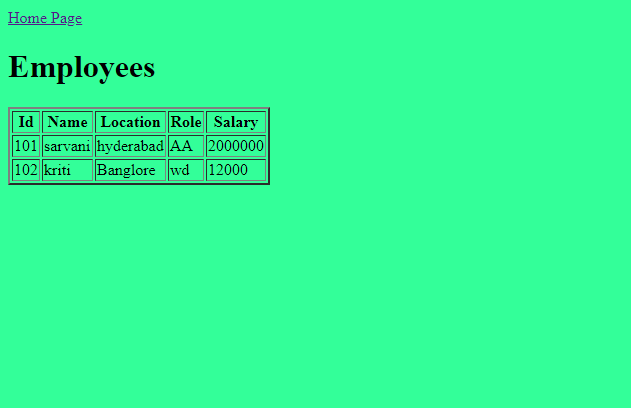 Home Page
Employees
Id Name Location Role Salary
101 sarvani hyderabad AA 2000000
102 kriti Banglore wd 12000